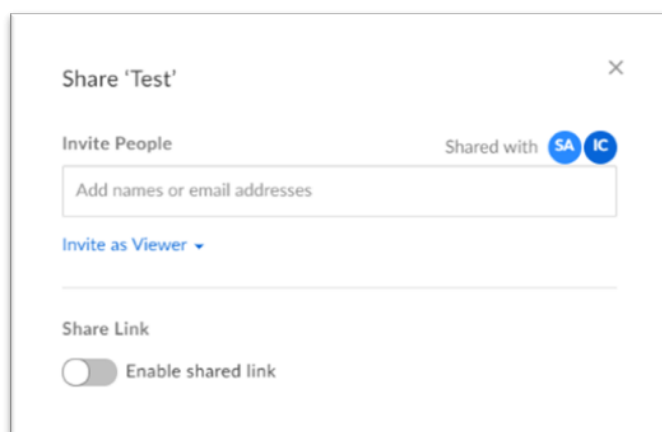 Share ‘Test’
Invite People
Shared with SA IC
Add names or email addresses
Invite as Viewer
Share Link
Enable shared link